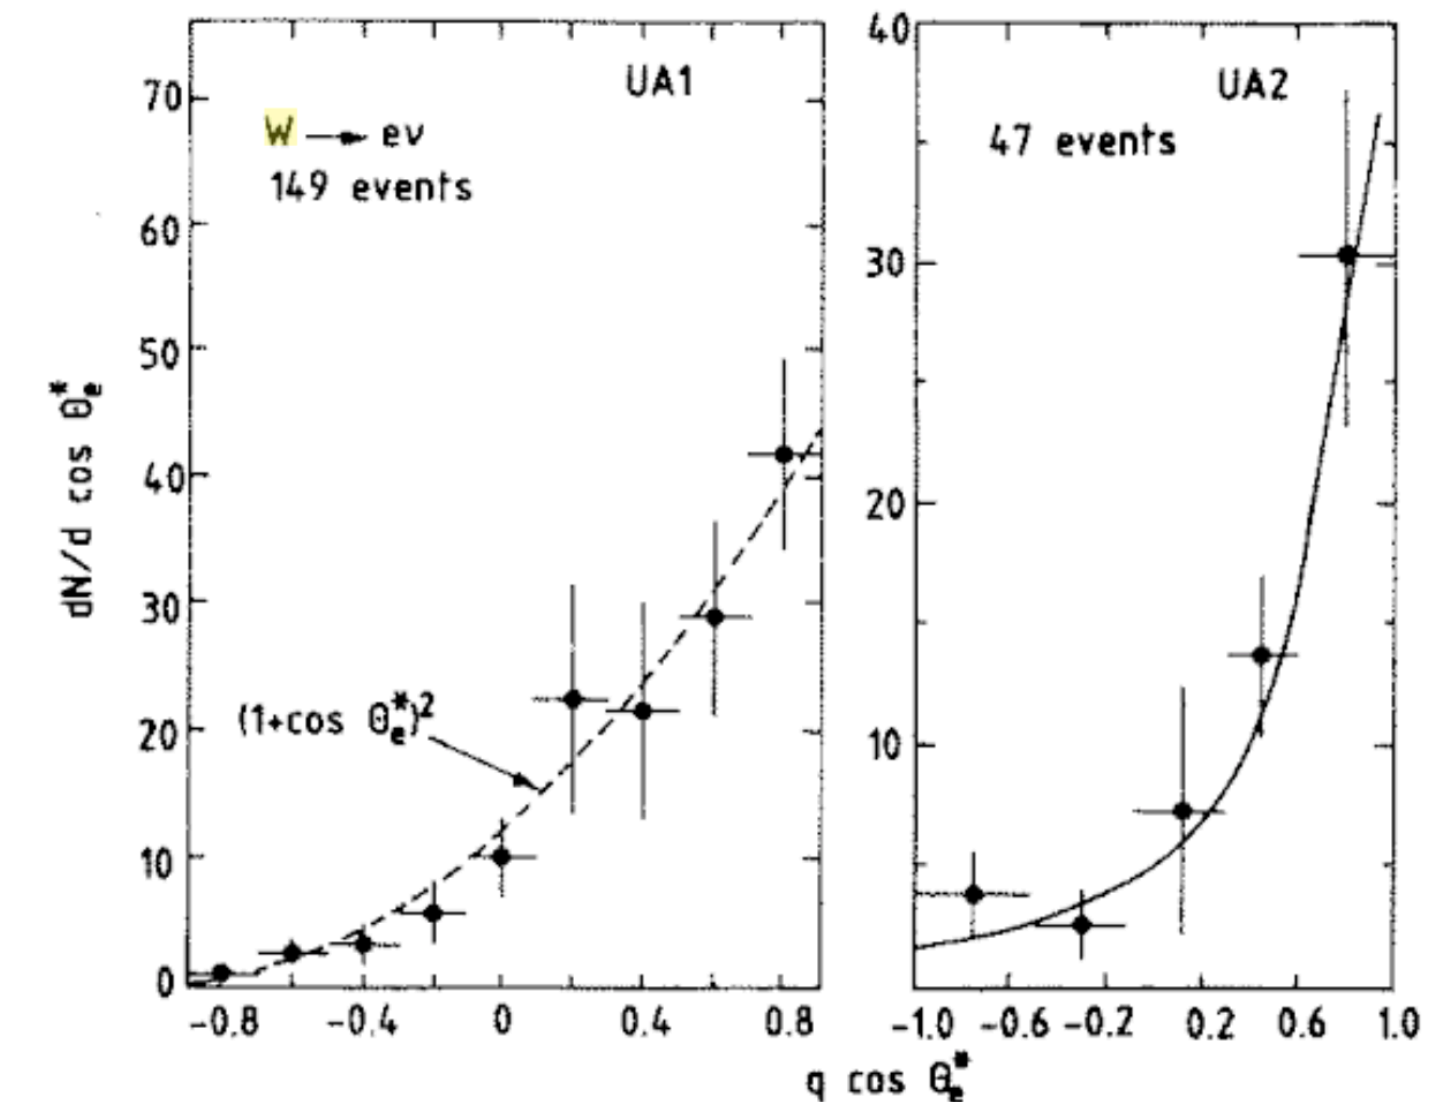 UA1
W → eν
149 events
70
60
50
40
30
20
10
0
dN/d cos θ*e
(1+cos θ*e)2
-0.8 -0.4 0 0.4 0.8
UA2
47 events
40
30
20
10
-1.0 -0.6 -0.2 0.2 0.6 1.0
q cos θ*e